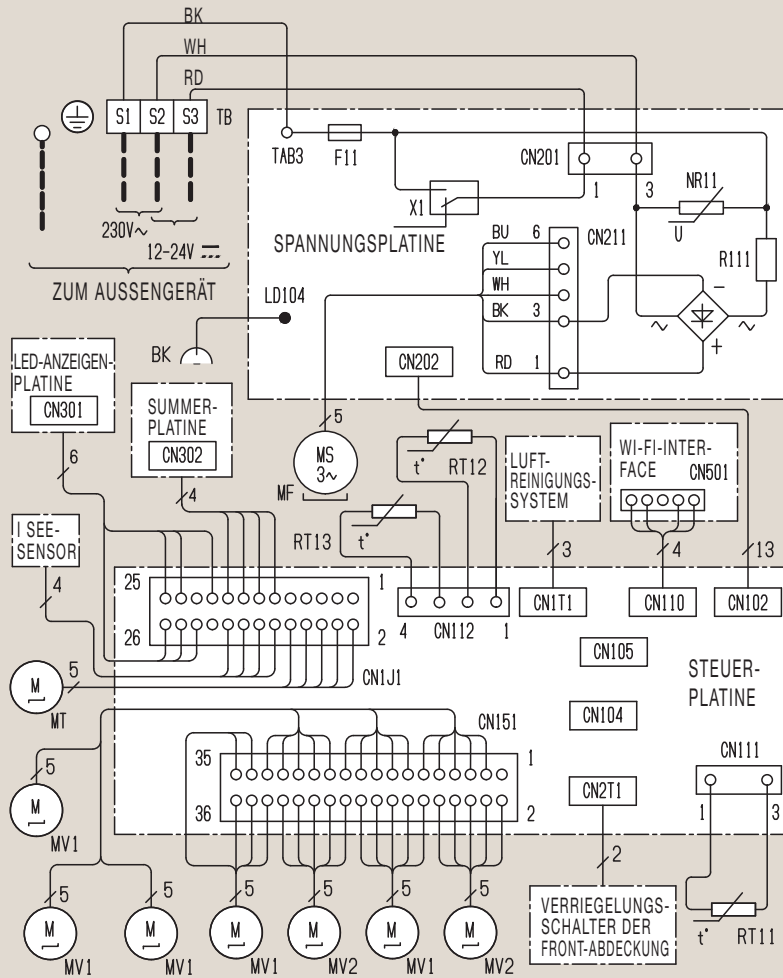 BK
WH
RD
S1 S2 S3 TB
TAB3
F11
CN201
1 3
X1
NR11
U
R111
230V~
12-24V
SPANNUNGSPLATINE
ZUM AUSSENGERÄT
BU 6
CN211
YL
WH
BK 3
RD 1
~ ~
−
+
LD104
BK
CN202
LED-ANZEIGEN-
PLATINE
CN301
6
SUMMER-
PLATINE
CN302
4
5
MS
3~
MF
t°
RT12
RT13
t°
LUFT-
REINIGUNGS-
SYSTEM
3
WI-FI-INTER-
FACE
CN501
4
13
I SEE-
SENSOR
4
25 1
26 2
CN1J1
4 CN112 1
CN1T1
CN110
CN102
CN105
STEUER-
PLATINE
CN104
M
MT
5
CN151
35 1
36 2
CN111
1 3
CN2T1
2
M
MV1
5
M
MV1
5
M
MV1
5
M
MV1
5
M
MV2
5
M
MV1
5
M
MV2
5
VERRIEGELUNGS-
SCHALTER DER
FRONT-ABDECKUNG
t°
RT11